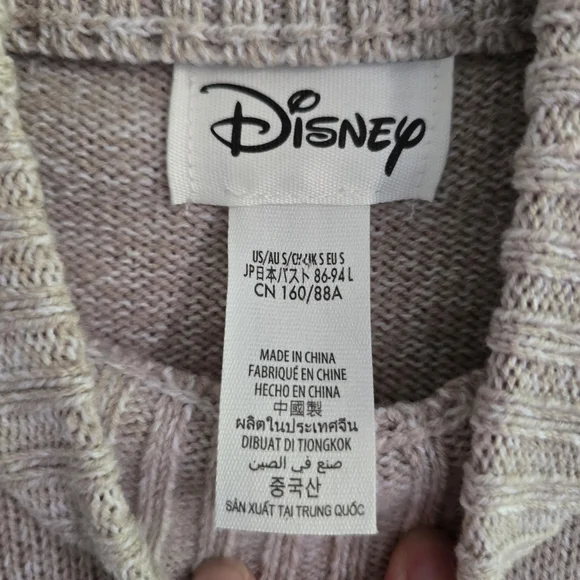 Disney
US/AU S/CH/UK S EU S
JP日本バスト 86-94 L
CN 160/88A
MADE IN CHINA
FABRIQUÉ EN CHINE
HECHO EN CHINA
中國製
ผลิตในประเทศจีน
DIBUAT DI TIONGKOK
صنع في الصين
중국산
SẢN XUẤT TẠI TRUNG QUỐC